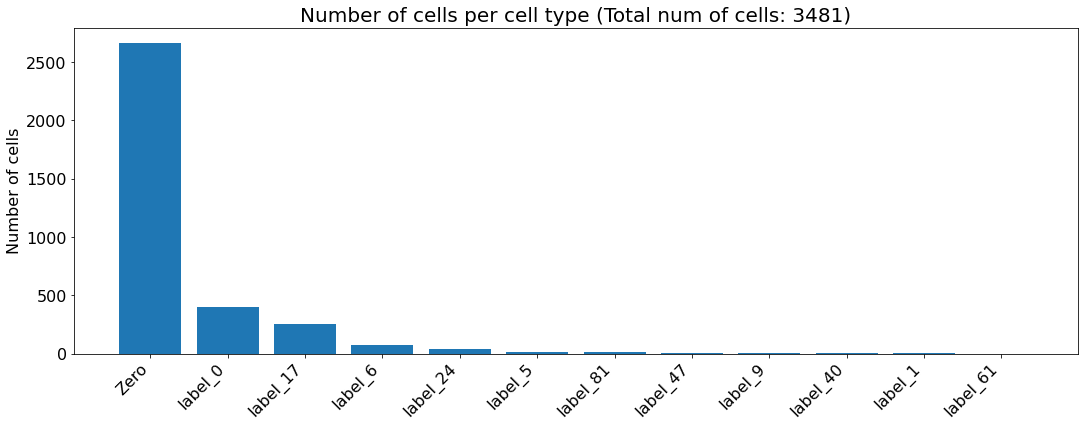 Number of cells per cell type (Total num of cells: 3481)
Number of cells
2500
2000
1500
1000
500
0
Zero
label_0
label_17
label_6
label_24
label_5
label_81
label_47
label_9
label_40
label_1
label_61